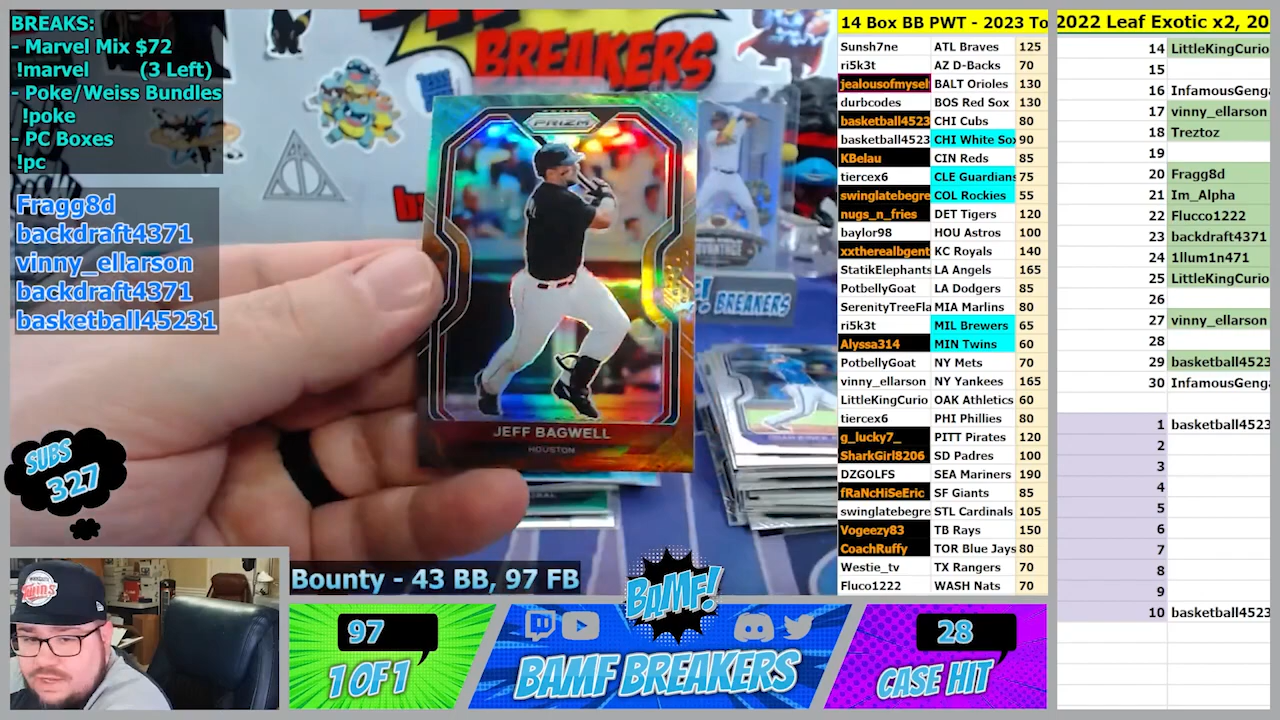 BREAKS:
- Marvel Mix $72
!marvel (3 Left)
- Poke/Weiss Bundles
!poke
- PC Boxes
!pc
Fragg8d
backdraft4371
vinny_ellarson
backdraft4371
basketball45231
SUBS
327
BREAKERS
PRIZM
JEFF BAGWELL
HOUSTON
BREAKERS
Bounty - 43 BB, 97 FB
97
1 OF 1
BAMF!
BAMF BREAKERS
28
CASE HIT
14 Box BB PWT - 2023 To
Sunsh7ne ATL Braves 125
ri5k3t AZ D-Backs 70
jealousofmysel BALT Orioles 130
durbcodes BOS Red Sox 130
basketball4523 CHI Cubs 80
basketball4523 CHI White Sox 90
KBelau CIN Reds 85
tiercex6 CLE Guardians 75
swinglatebegre COL Rockies 55
nugs_n_fries DET Tigers 120
baylor98 HOU Astros 100
xxtherealbgent KC Royals 140
StatikElephants LA Angels 165
PotbellyGoat LA Dodgers 85
SerenityTreeFla MIA Marlins 80
ri5k3t MIL Brewers 65
Alyssa314 MIN Twins 60
PotbellyGoat NY Mets 70
vinny_ellarson NY Yankees 165
LittleKingCurio OAK Athletics 60
tiercex6 PHI Phillies 80
g_lucky7_ PITT Pirates 120
SharkGirl8206 SD Padres 100
DZGOLFS SEA Mariners 190
fRaNcHiSeEric SF Giants 85
swinglatebegre STL Cardinals 105
Vogeezy83 TB Rays 150
CoachRuffy TOR Blue Jays 80
Westie_tv TX Rangers 70
Fluco1222 WASH Nats 70
2022 Leaf Exotic x2, 20
14 LittleKingCurio
15
16 InfamousGenga
17 vinny_ellarson
18 Treztoz
19
20 Fragg8d
21 Im_Alpha
22 Flucco1222
23 backdraft4371
24 1llum1n471
25 LittleKingCurio
26
27 vinny_ellarson
28
29 basketball4523
30 InfamousGenga
1 basketball4523
2
3
4
5
6
7
8
9
10 basketball4523